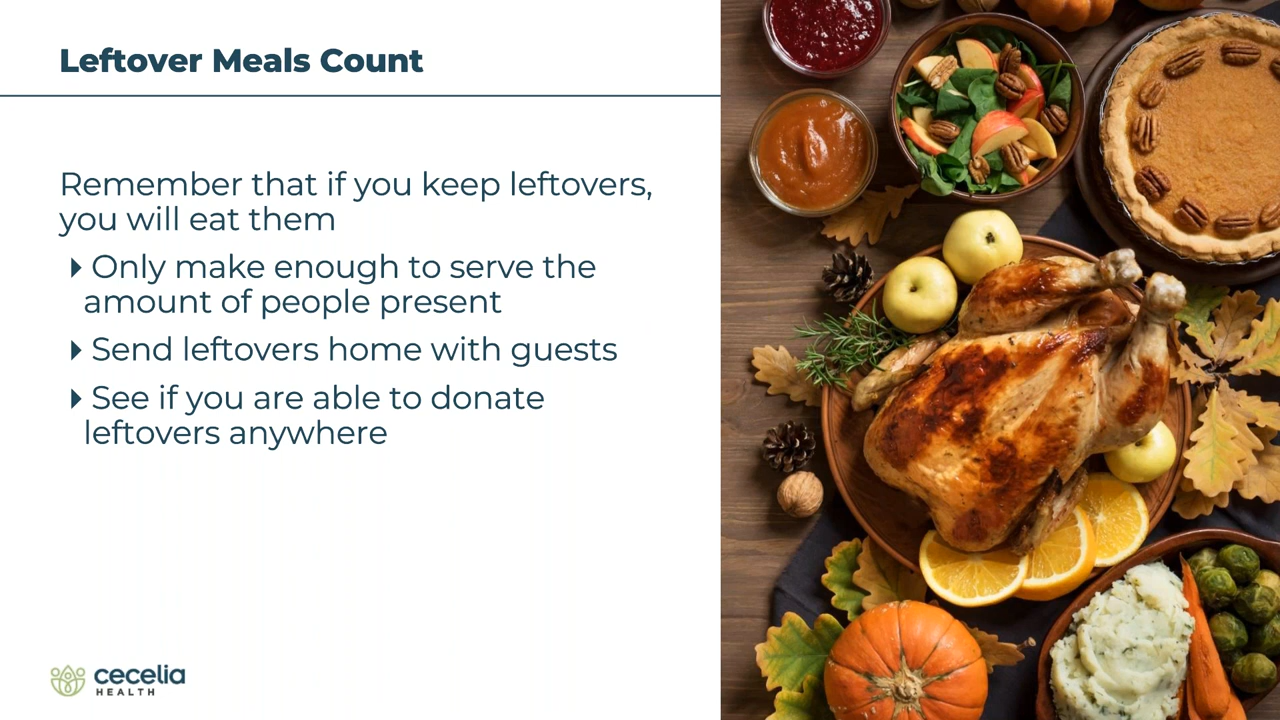 Leftover Meals Count
Remember that if you keep leftovers,
you will eat them
Only make enough to serve the
amount of people present
Send leftovers home with guests
See if you are able to donate
leftovers anywhere
cecelia
HEALTH